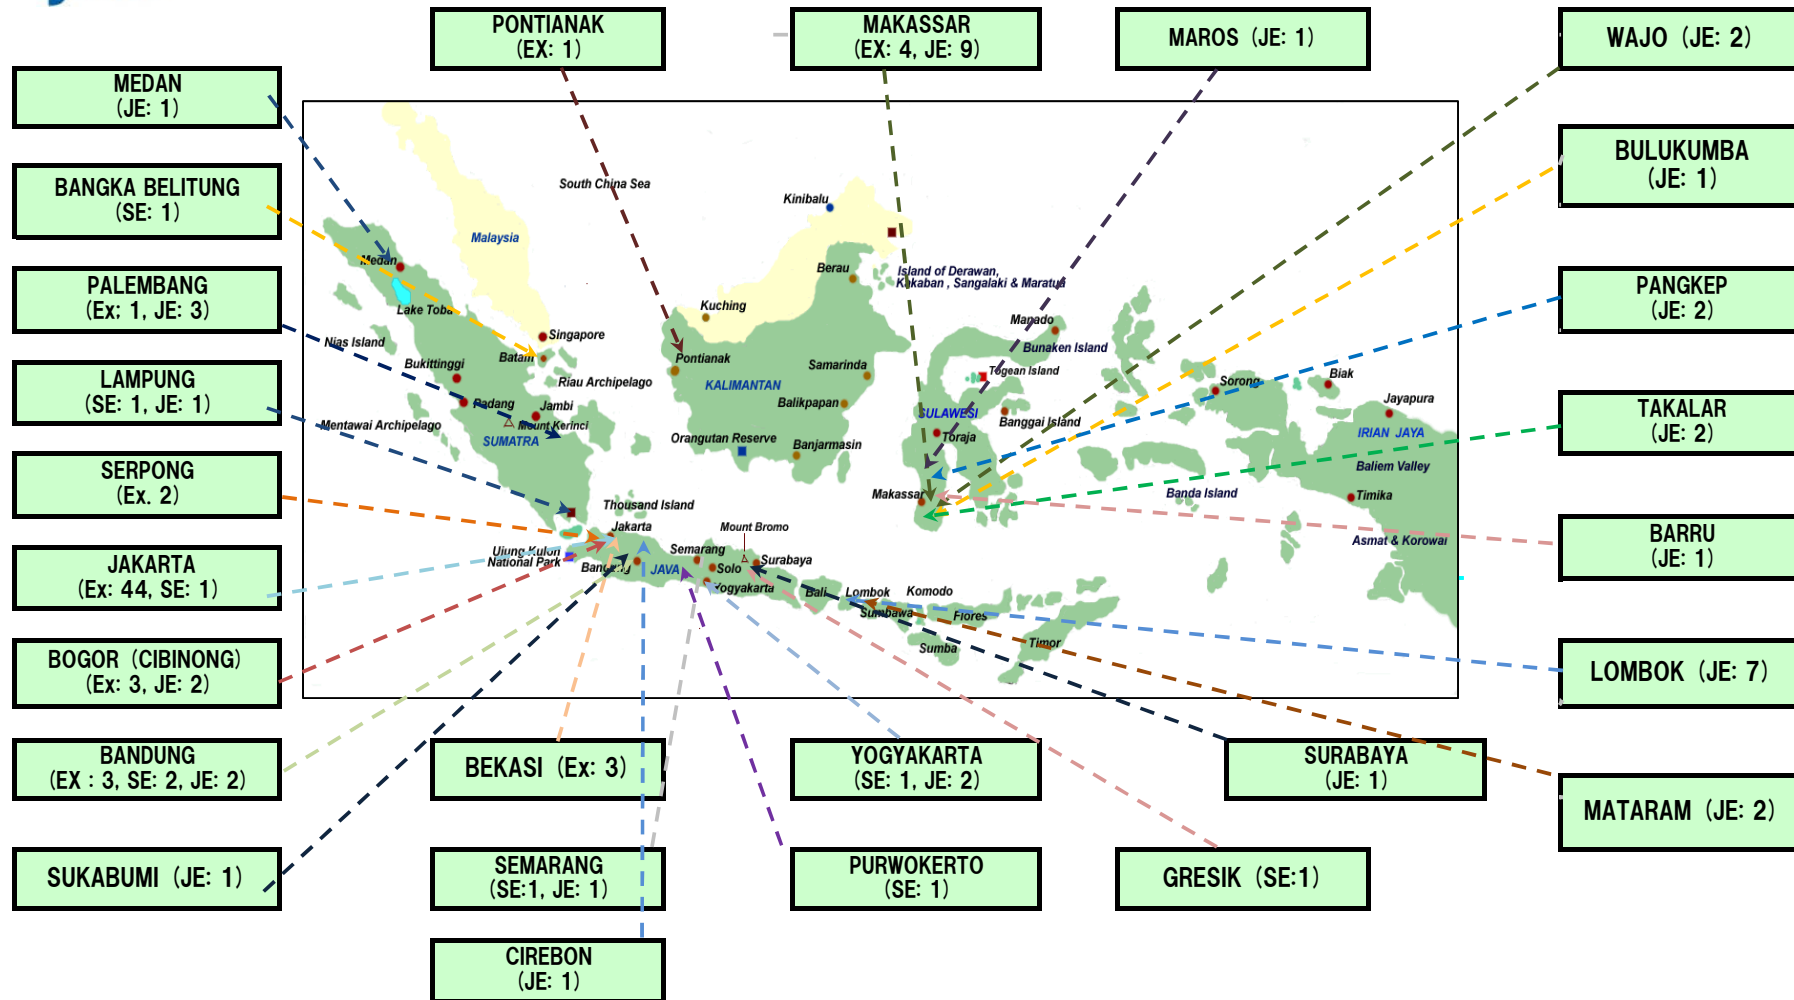 PONTIANAK
(EX: 1)
MAKASSAR
(EX: 4, JE: 9)
MAROS (JE: 1)
WAJO (JE: 2)
MEDAN
(JE: 1)
BANGKA BELITUNG
(SE: 1)
PALEMBANG
(Ex: 1, JE: 3)
LAMPUNG
(SE: 1, JE: 1)
SERPONG
(Ex. 2)
JAKARTA
(Ex: 44, SE: 1)
BOGOR (CIBINONG)
(Ex: 3, JE: 2)
BANDUNG
(EX : 3, SE: 2, JE: 2)
SUKABUMI (JE: 1)
BULUKUMBA
(JE: 1)
PANGKEP
(JE: 2)
TAKALAR
(JE: 2)
BARRU
(JE: 1)
LOMBOK (JE: 7)
MATARAM (JE: 2)
BEKASI (Ex: 3)
YOGYAKARTA
(SE: 1, JE: 2)
SURABAYA
(JE: 1)
SEMARANG
(SE:1, JE: 1)
PURWOKERTO
(SE: 1)
GRESIK (SE:1)
CIREBON
(JE: 1)
South China Sea
Kinibalu
Malaysia
Medan
Lake Toba
Berau
Island of Derawan,
Kakaban , Sangalaki & Maratua
Kuching
Singapore
Nias Island
Batam
Bukittinggi
Riau Archipelago
Pontianak
Samarinda
KALIMANTAN
Manado
Bunaken Island
Togean Island
Sorong
Biak
Jayapura
Padang
Jambi
Mount Kerinci
Mentawai Archipelago
SUMATRA
Balikpapan
Orangutan Reserve
Banjarmasin
SULAWESI
Banggai Island
Toraja
IRIAN JAYA
Baliem Valley
Makassar
Banda Island
Timika
Thousand Island
Jakarta
Ujung Kulon
National Park
Bandung
JAVA
Semarang
Solo
Yogyakarta
Mount Bromo
Surabaya
Asmat & Korowai
Bali
Lombok
Komodo
Sumbawa
Flores
Sumba
Timor